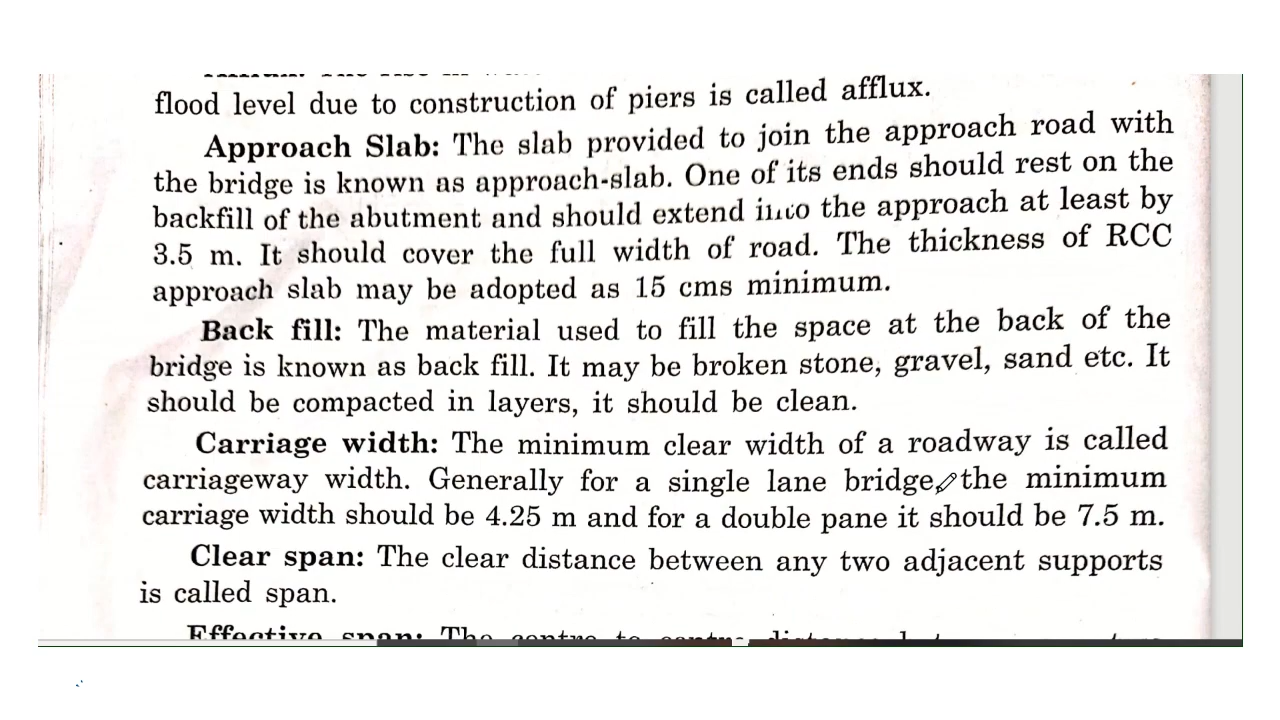 flood level due to construction of piers is called afflux.
Approach Slab: The slab provided to join the approach road with
the bridge is known as approach-slab. One of its ends should rest on the
backfill of the abutment and should extend into the approach at least by
3.5 m. It should cover the full width of road. The thickness of RCC
approach slab may be adopted as 15 cms minimum.
Back fill: The material used to fill the space at the back of the
bridge is known as back fill. It may be broken stone, gravel, sand etc. It
should be compacted in layers, it should be clean.
Carriage width: The minimum clear width of a roadway is called
carriageway width. Generally for a single lane bridge, the minimum
carriage width should be 4.25 m and for a double pane it should be 7.5 m.
Clear span: The clear distance between any two adjacent supports
is called span.
Effective span: The centre to centre distance